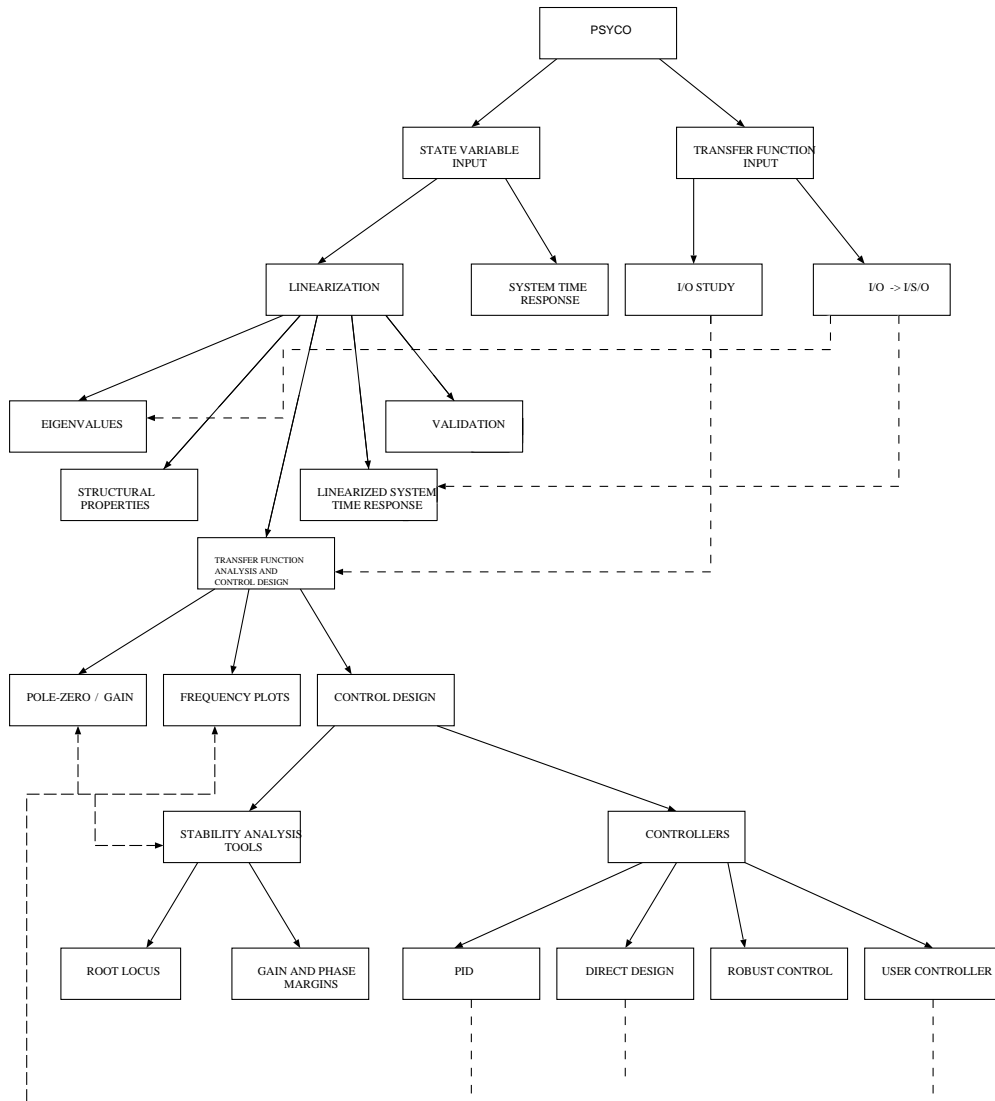 PSYCO
STATE VARIABLE
INPUT
TRANSFER FUNCTION
INPUT
LINEARIZATION
SYSTEM TIME
RESPONSE
I/O STUDY
I/O -> I/S/O
EIGENVALUES
VALIDATION
STRUCTURAL
PROPERTIES
LINEARIZED SYSTEM
TIME RESPONSE
TRANSFER FUNCTION
ANALYSIS AND
CONTROL DESIGN
POLE-ZERO / GAIN
FREQUENCY PLOTS
CONTROL DESIGN
STABILITY ANALYSIS
TOOLS
CONTROLLERS
ROOT LOCUS
GAIN AND PHASE
MARGINS
PID
DIRECT DESIGN
ROBUST CONTROL
USER CONTROLLER